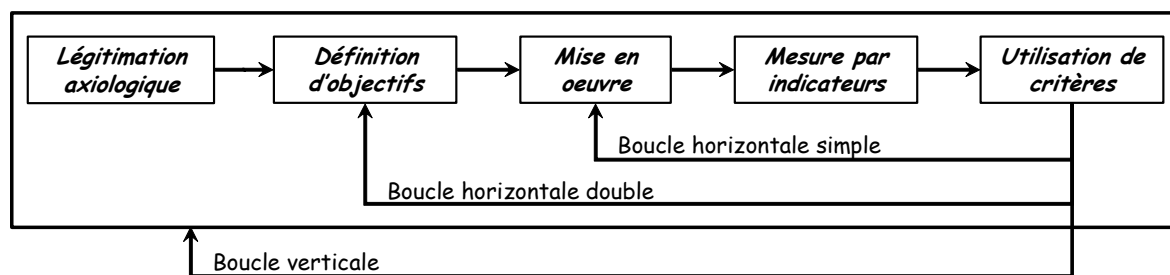 Légitimation
axiologique
Définition
d'objectifs
Mise en
oeuvre
Mesure par
indicateurs
Utilisation de
critères
Boucle horizontale simple
Boucle horizontale double
Boucle verticale